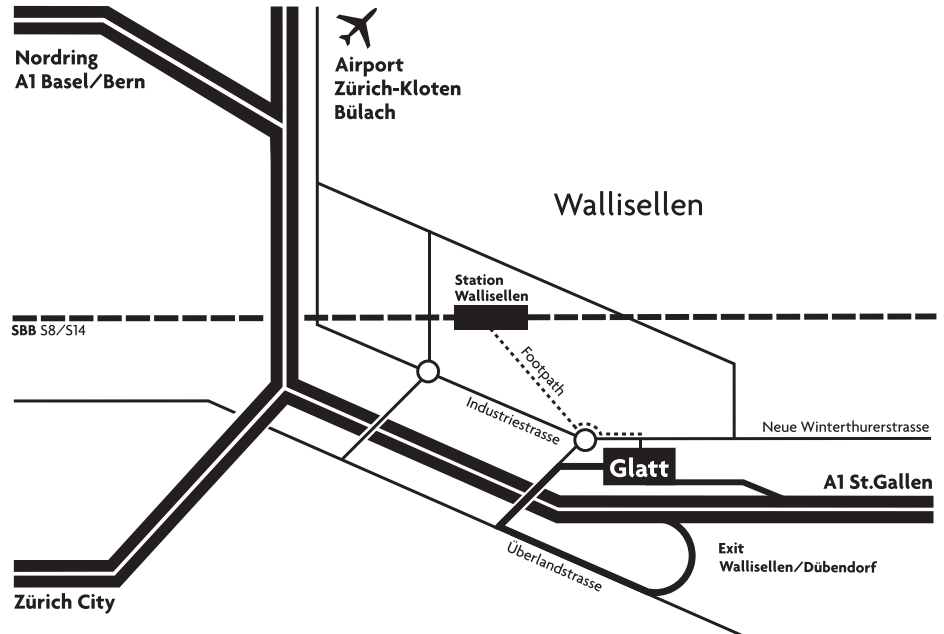 Nordring
A1 Basel/Bern
Airport
Zürich-Kloten
Bülach
Wallisellen
Station
Wallisellen
SBB S8/S14
Footpath
Industriestrasse
Neue Winterthurerstrasse
Glatt
A1 St.Gallen
Überlandstrasse
Exit
Wallisellen/Dübendorf
Zürich City